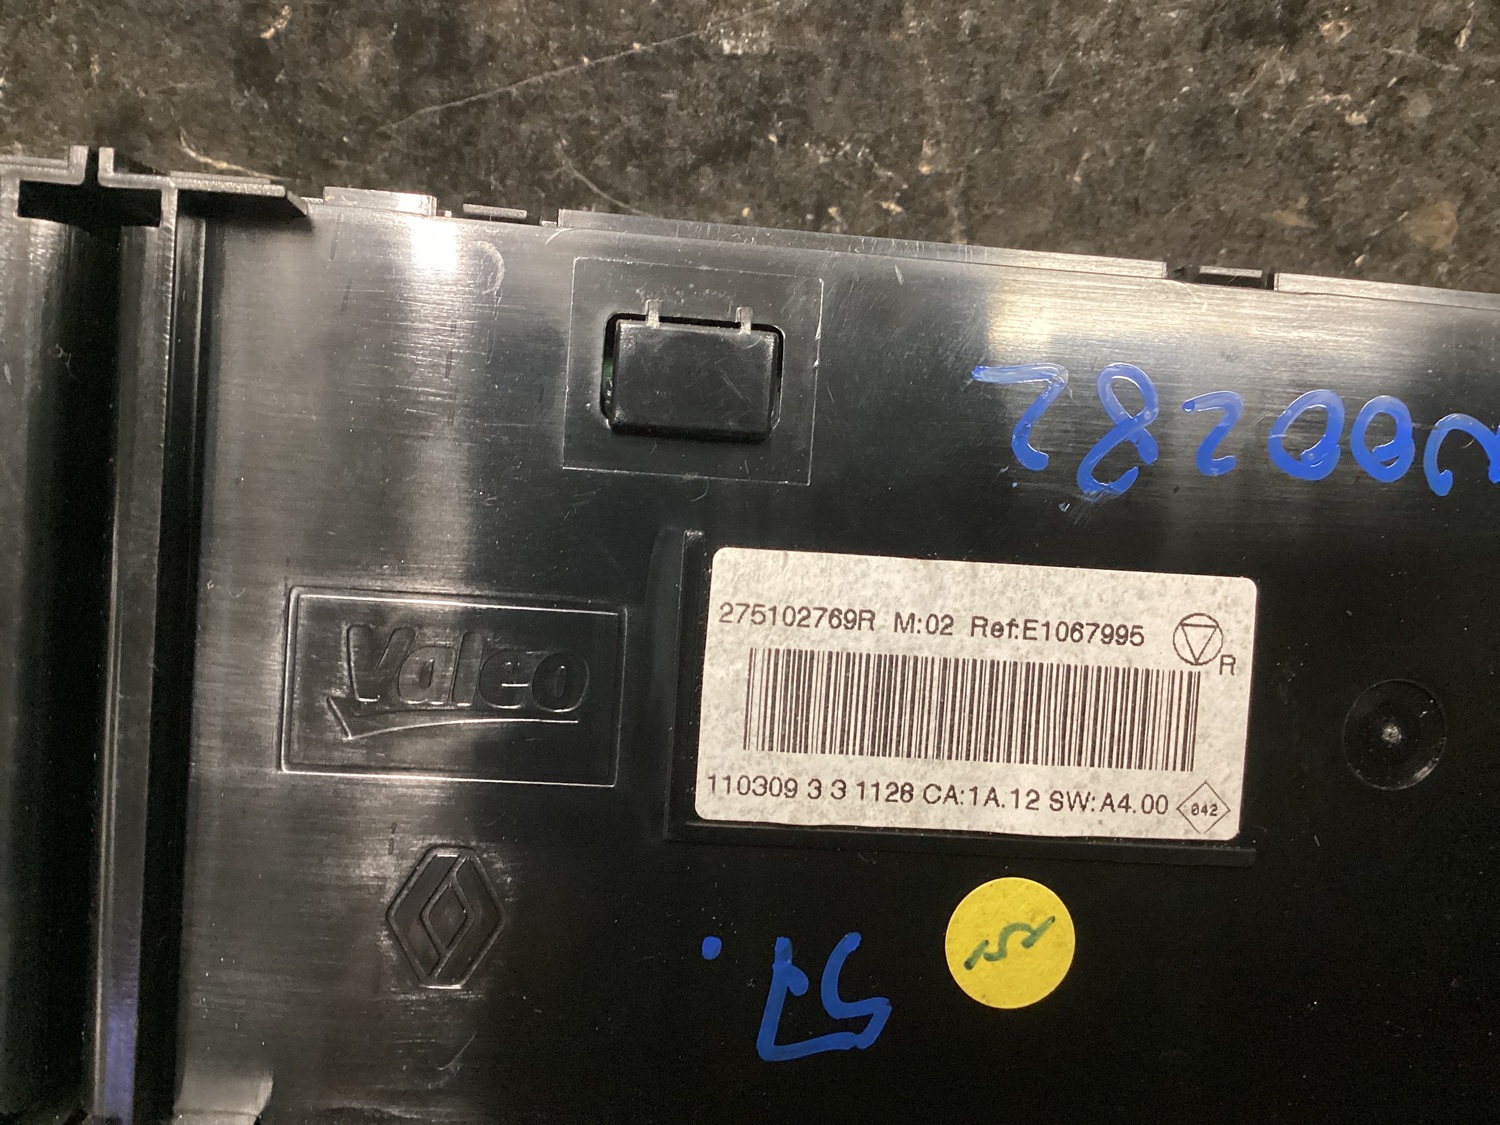 Valeo
275102769R M:02 Ref:E1067995
R
110309 3 3 1128 CA:1A.12 SW:A4.00
042